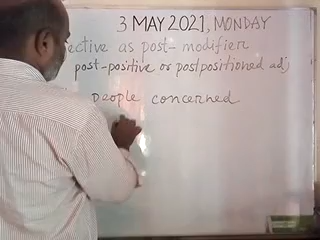 3 MAY 2021, MONDAY
ective as post-modifier
post-positive or postpositioned adj
people concerned